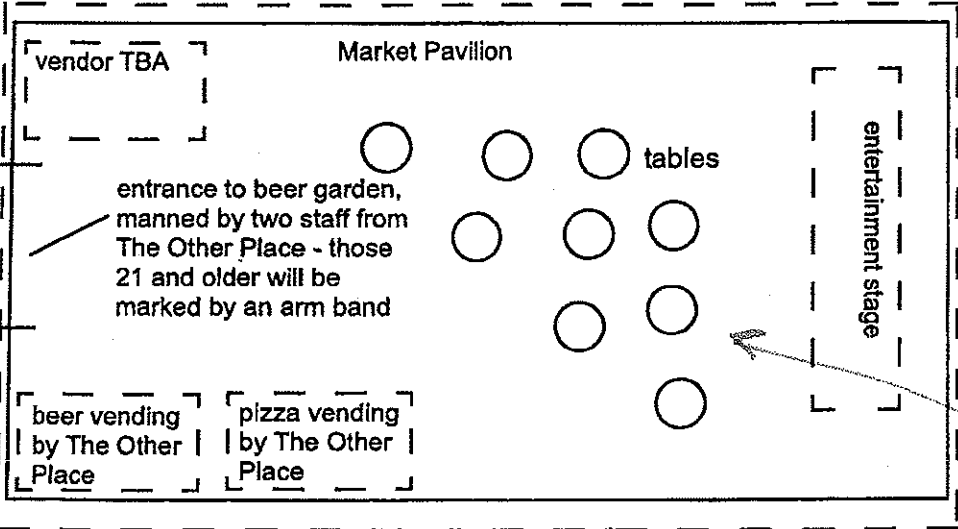 vendor TBA
Market Pavilion
tables
entrance to beer garden,
manned by two staff from
The Other Place - those
21 and older will be
marked by an arm band
entertainment stage
beer vending
by The Other
Place
pizza vending
by The Other
Place